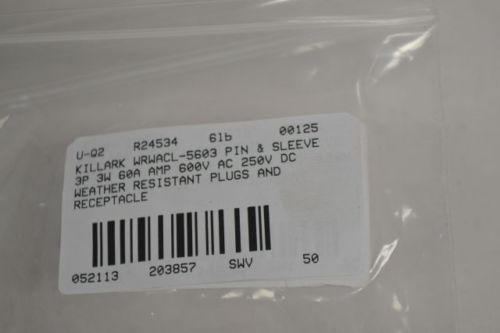 U-Q2 R24534 6lb 00125
KILLARK WRWACL-5603 PIN & SLEEVE
3P 3W 60A AMP 600V AC 250V DC
WEATHER RESISTANT PLUGS AND
RECEPTACLE
052113 203857 SWV 50